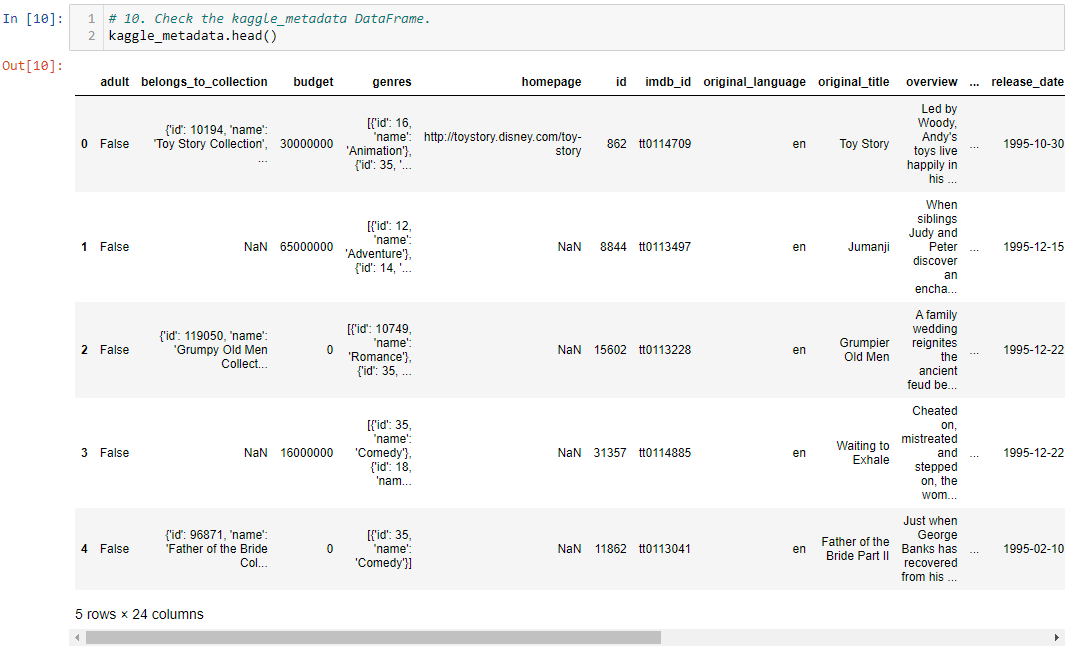 In [10]:
1 # 10. Check the kaggle_metadata DataFrame.
2 kaggle_metadata.head()
Out[10]:
adult belongs_to_collection budget genres homepage id imdb_id original_language original_title overview ... release_date
0 False {'id': 10194, 'name': 'Toy Story Collection', ... 30000000 [{'id': 16, 'name': 'Animation'}, {'id': 35, '... http://toystory.disney.com/toy-story 862 tt0114709 en Toy Story Led by Woody, Andy's toys live happily in his ... ... 1995-10-30
1 False NaN 65000000 [{'id': 12, 'name': 'Adventure'}, {'id': 14, '... NaN 8844 tt0113497 en Jumanji When siblings Judy and Peter discover an encha... ... 1995-12-15
2 False {'id': 119050, 'name': 'Grumpy Old Men Collect... 0 [{'id': 10749, 'name': 'Romance'}, {'id': 35, ... NaN 15602 tt0113228 en Grumpier Old Men A family wedding reignites the ancient feud be... ... 1995-12-22
3 False NaN 16000000 [{'id': 35, 'name': 'Comedy'}, {'id': 18, 'nam... NaN 31357 tt0114885 en Waiting to Exhale Cheated on, mistreated and stepped on, the wom... ... 1995-12-22
4 False {'id': 96871, 'name': 'Father of the Bride Col... 0 [{'id': 35, 'name': 'Comedy'}] NaN 11862 tt0113041 en Father of the Bride Part II Just when George Banks has recovered from his ... ... 1995-02-10
5 rows × 24 columns